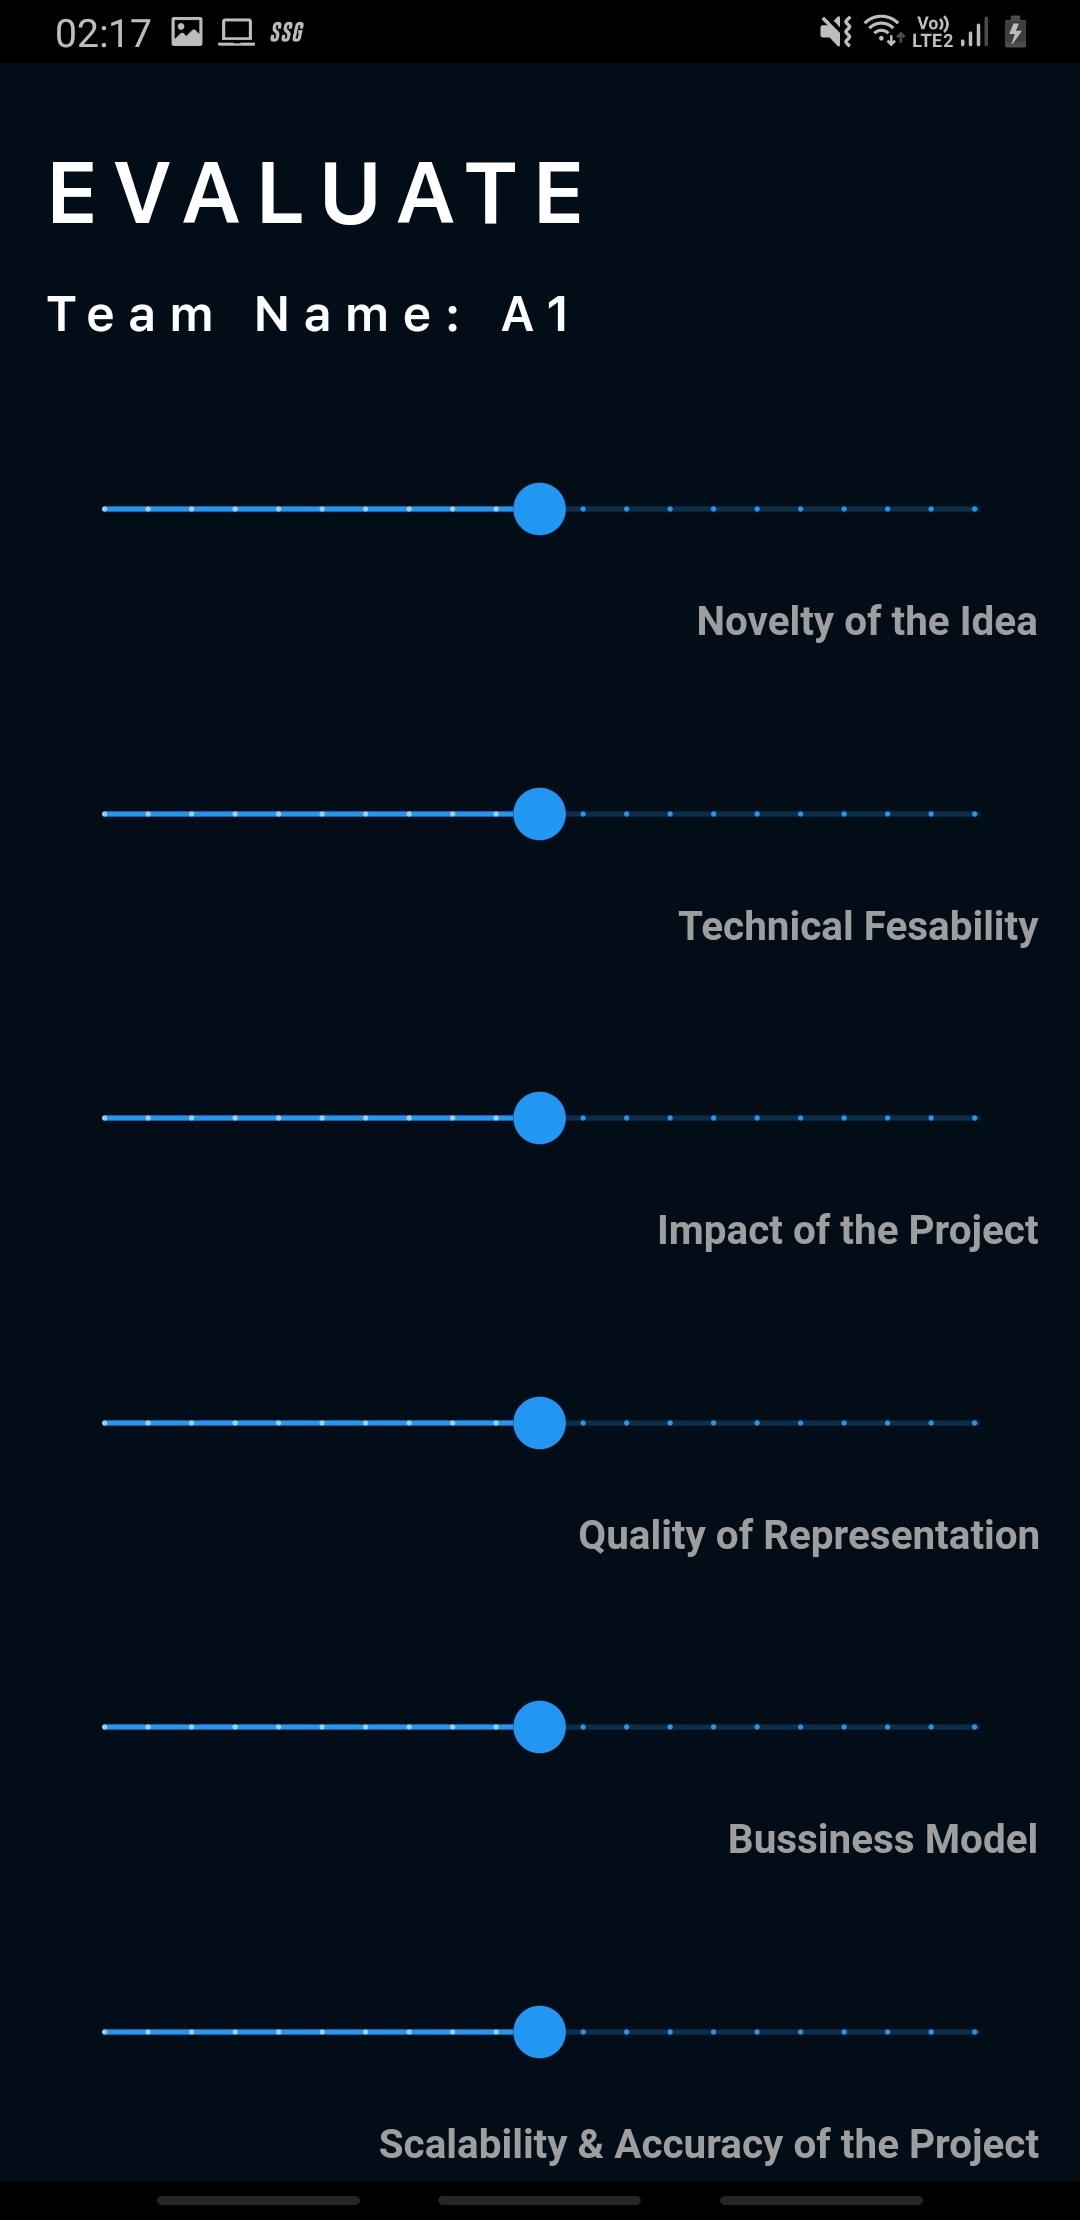 02:17 SSG Vo)) LTE2
EVALUATE
Team Name: A1
Novelty of the Idea
Technical Fesability
Impact of the Project
Quality of Representation
Bussiness Model
Scalability & Accuracy of the Project